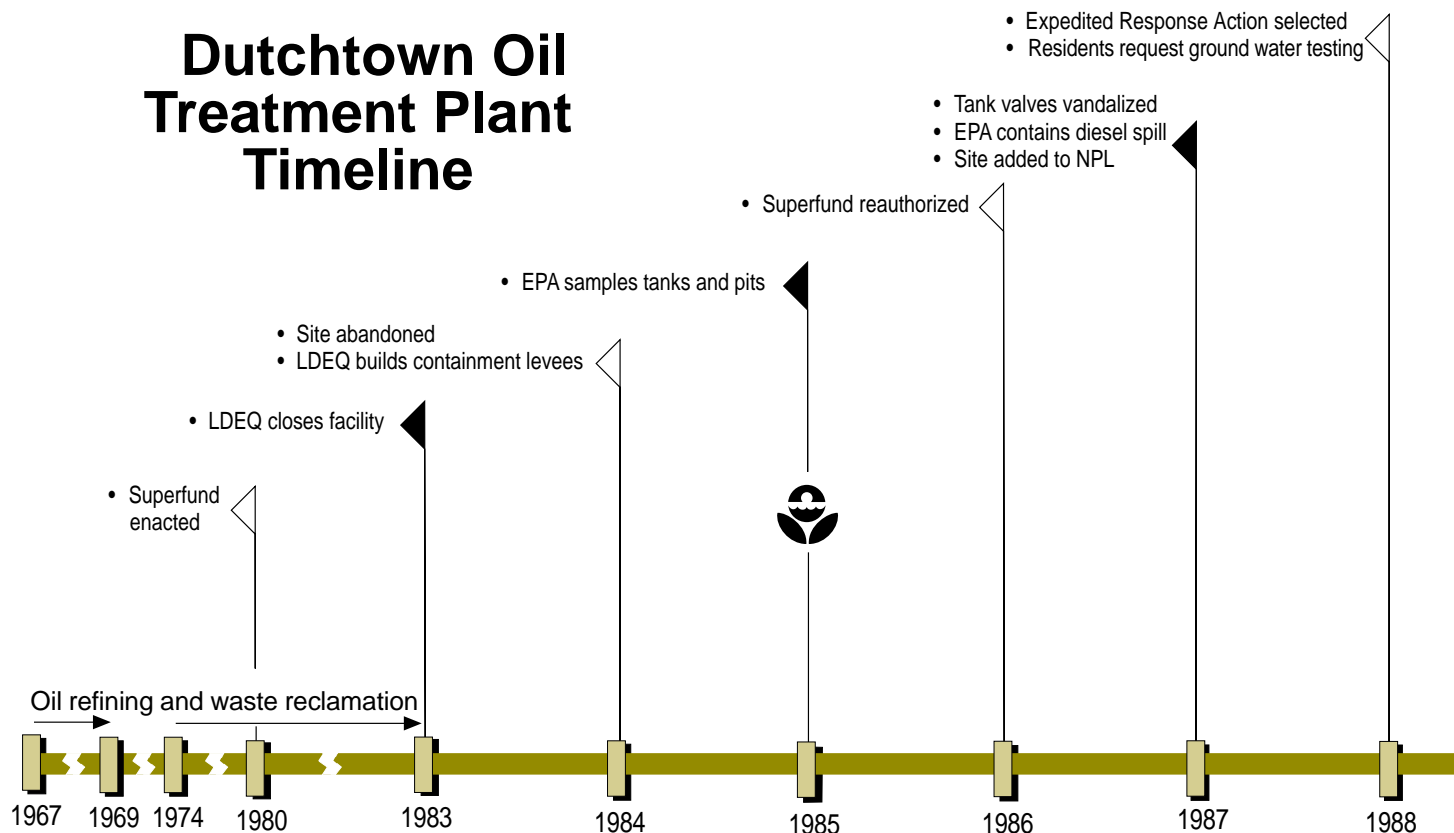 Dutchtown Oil
Treatment Plant
Timeline
• Expedited Response Action selected
• Residents request ground water testing
• Tank valves vandalized
• EPA contains diesel spill
• Site added to NPL
• Superfund reauthorized
• EPA samples tanks and pits
• Site abandoned
• LDEQ builds containment levees
• LDEQ closes facility
• Superfund
enacted
Oil refining and waste reclamation
1967 1969 1974 1980 1983 1984 1985 1986 1987 1988